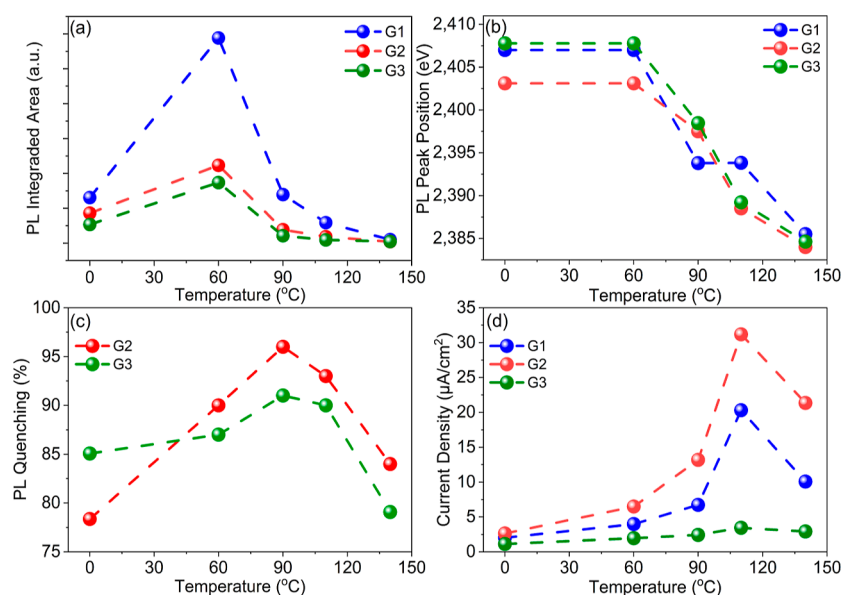 (a)
G1
G2
G3
PL Integraded Area (a.u.)
0 30 60 90 120 150
Temperature (°C)
(b)
G1
G2
G3
2,410
2,405
2,400
2,395
2,390
2,385
PL Peak Position (eV)
0 30 60 90 120 150
Temperature (°C)
(c)
G2
G3
100
95
90
85
80
75
PL Quenching (%)
0 30 60 90 120 150
Temperature (°C)
(d)
G1
G2
G3
35
30
25
20
15
10
5
0
Current Density (µA/cm²)
0 30 60 90 120 150
Temperature (°C)